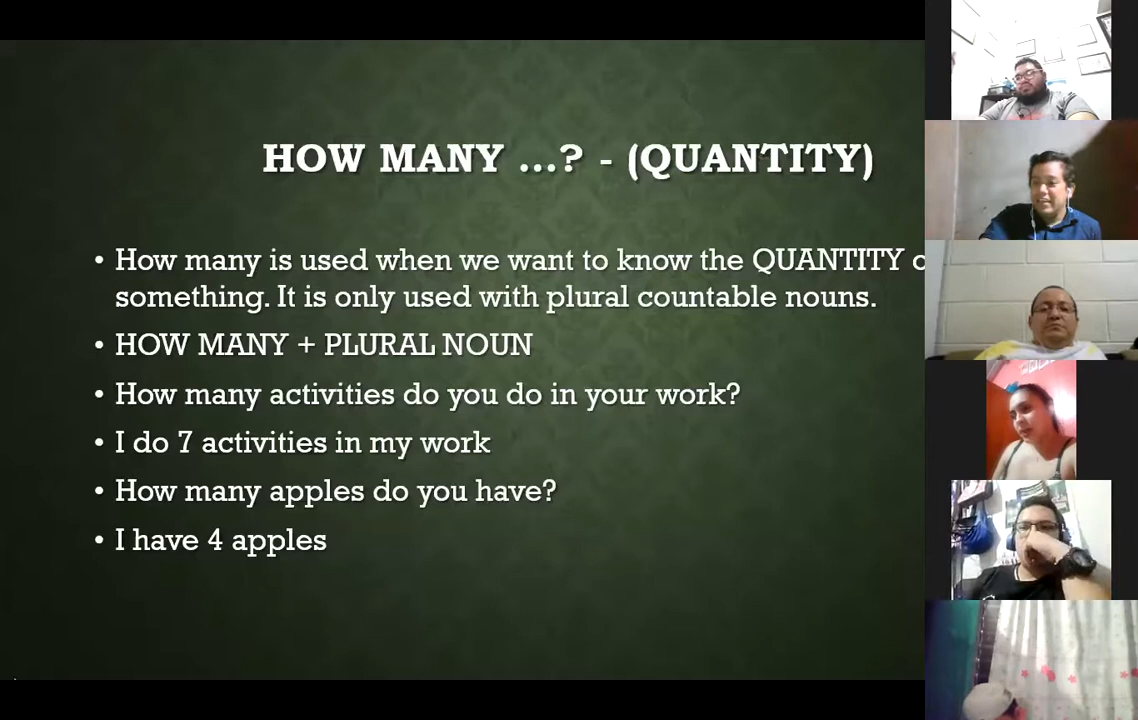 HOW MANY ...? - (QUANTITY)
• How many is used when we want to know the QUANTITY
something. It is only used with plural countable nouns.
• HOW MANY + PLURAL NOUN
• How many activities do you do in your work?
• I do 7 activities in my work
• How many apples do you have?
• I have 4 apples